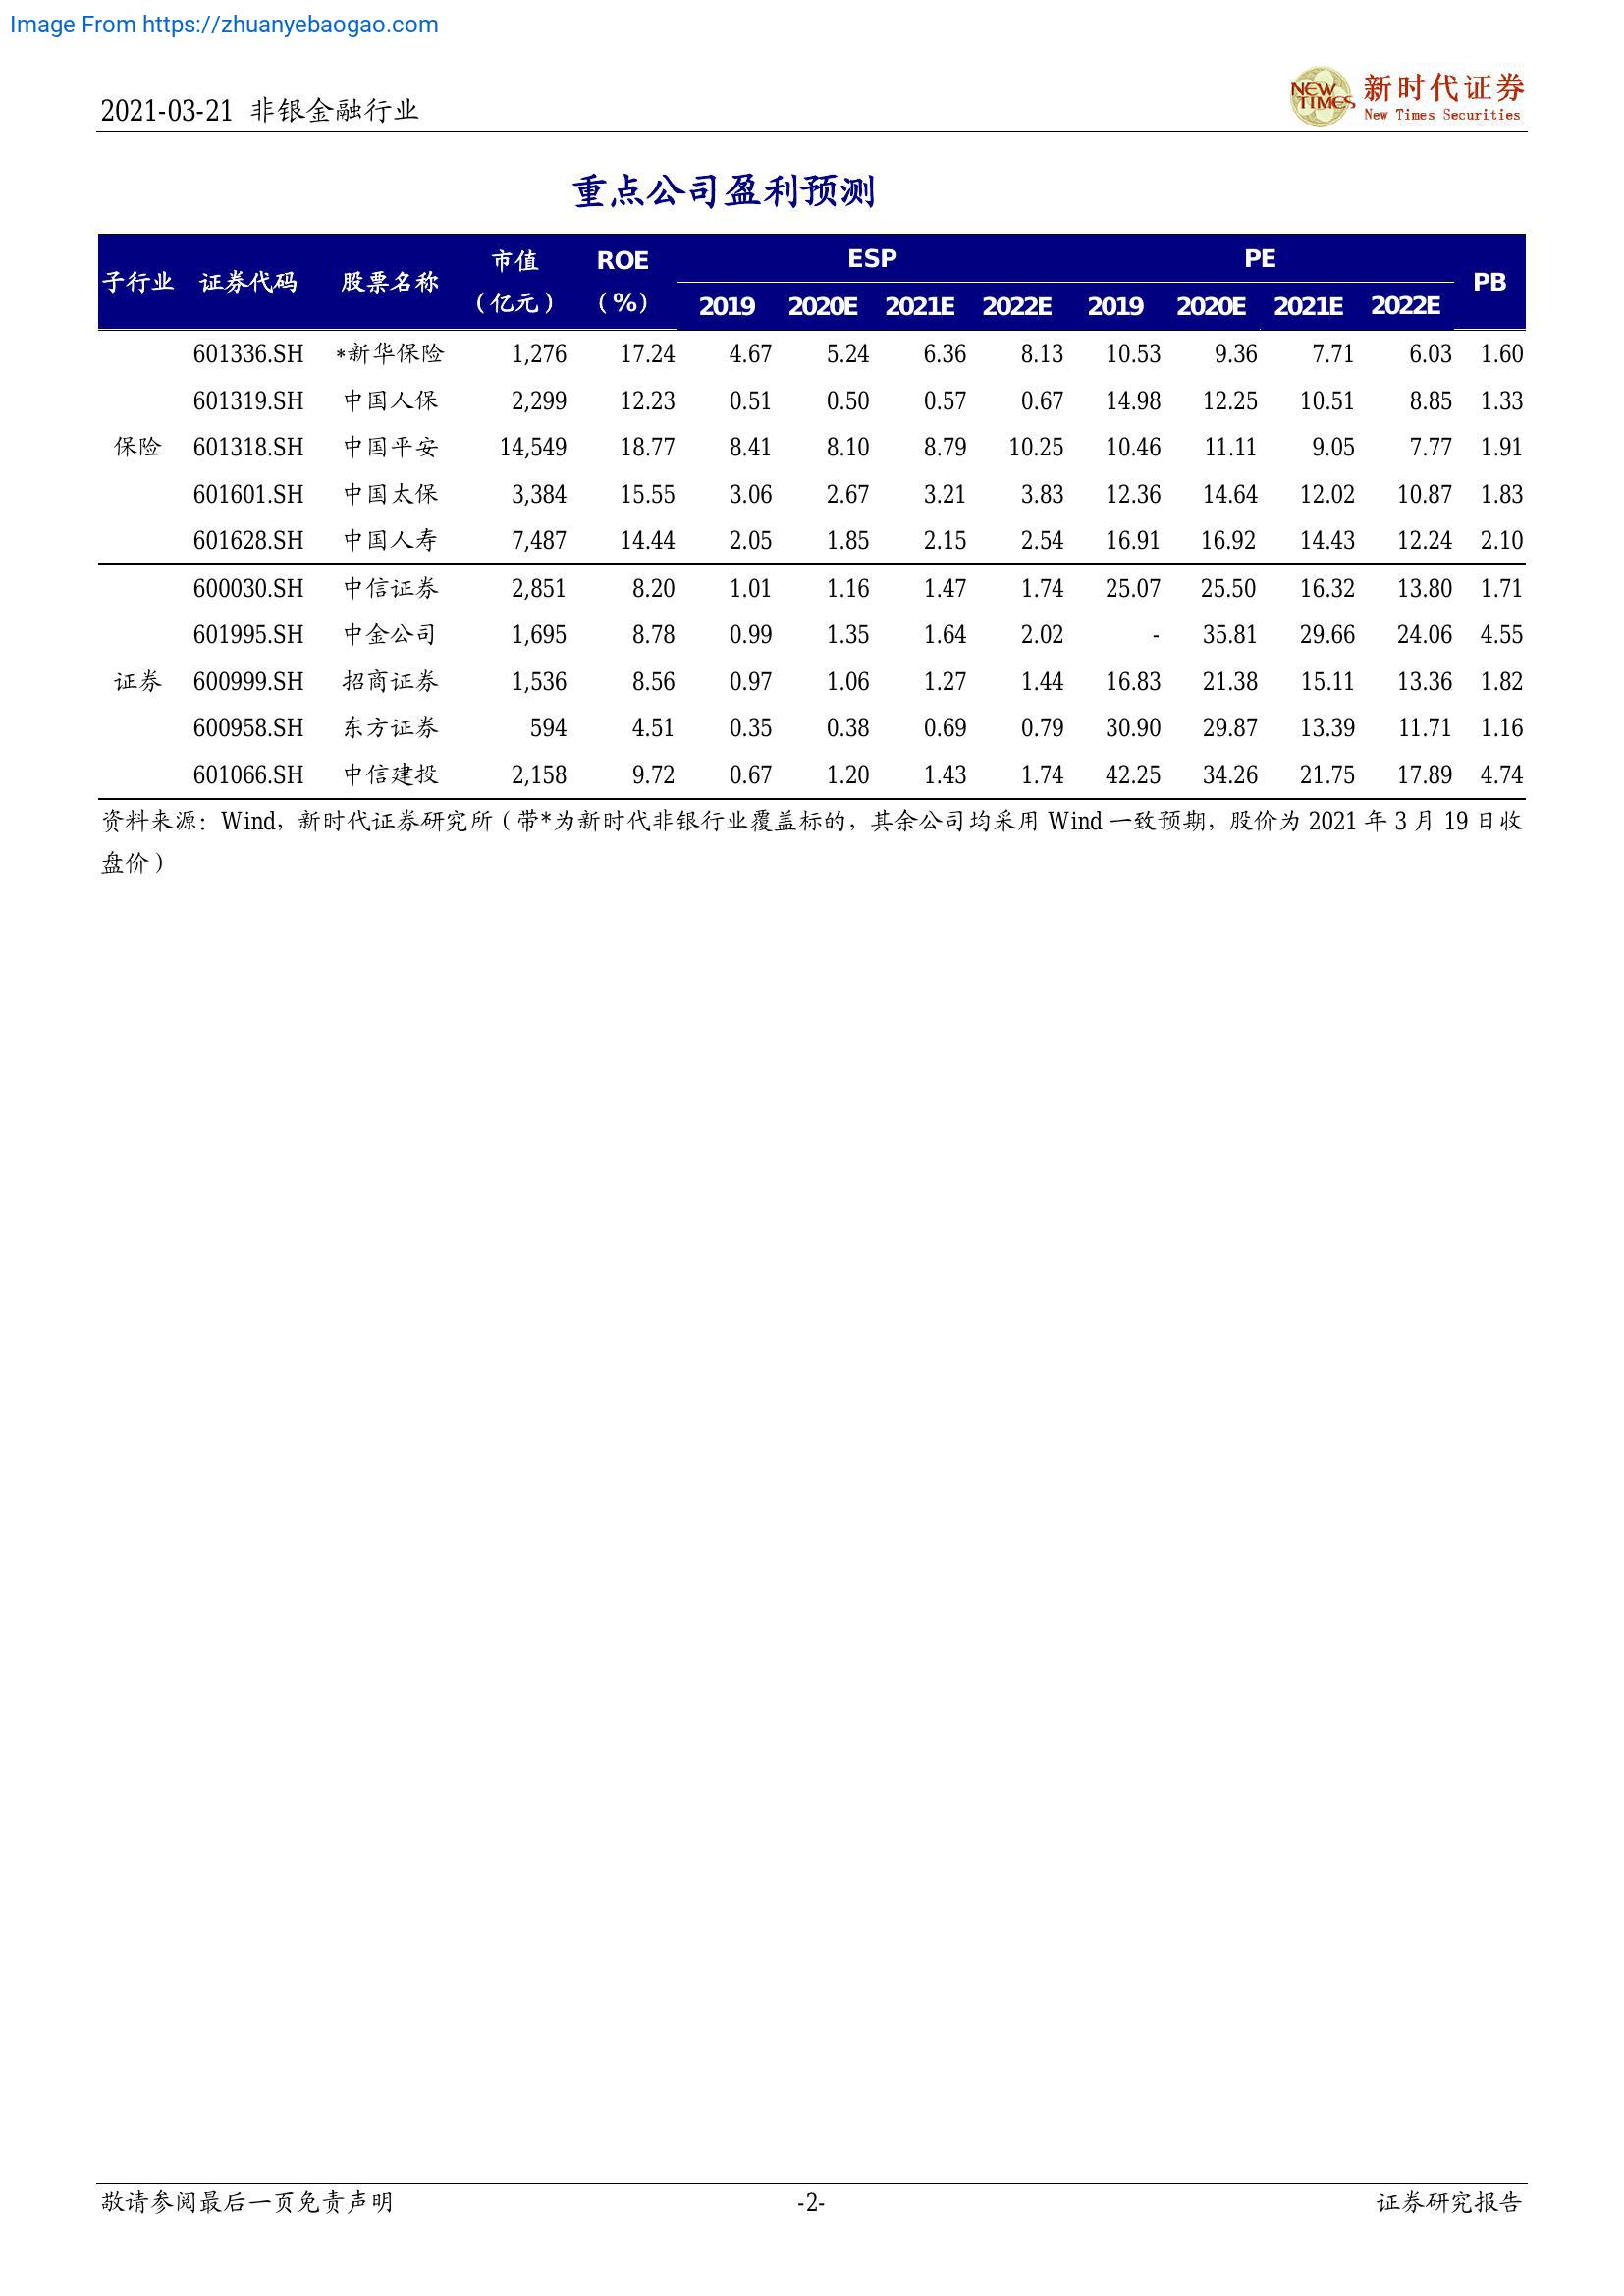 Image From https://zhuanyebaogao.com
2021-03-21 非银金融行业
NEW TIMES
新时代证券
New Times Securities
重点公司盈利预测
子行业 证券代码 股票名称 市值（亿元） ROE（%） ESP PE PB
2019 2020E 2021E 2022E 2019 2020E 2021E 2022E
601336.SH *新华保险 1,276 17.24 4.67 5.24 6.36 8.13 10.53 9.36 7.71 6.03 1.60
601319.SH 中国人保 2,299 12.23 0.51 0.50 0.57 0.67 14.98 12.25 10.51 8.85 1.33
保险 601318.SH 中国平安 14,549 18.77 8.41 8.10 8.79 10.25 10.46 11.11 9.05 7.77 1.91
601601.SH 中国太保 3,384 15.55 3.06 2.67 3.21 3.83 12.36 14.64 12.02 10.87 1.83
601628.SH 中国人寿 7,487 14.44 2.05 1.85 2.15 2.54 16.91 16.92 14.43 12.24 2.10
600030.SH 中信证券 2,851 8.20 1.01 1.16 1.47 1.74 25.07 25.50 16.32 13.80 1.71
601995.SH 中金公司 1,695 8.78 0.99 1.35 1.64 2.02 - 35.81 29.66 24.06 4.55
证券 600999.SH 招商证券 1,536 8.56 0.97 1.06 1.27 1.44 16.83 21.38 15.11 13.36 1.82
600958.SH 东方证券 594 4.51 0.35 0.38 0.69 0.79 30.90 29.87 13.39 11.71 1.16
601066.SH 中信建投 2,158 9.72 0.67 1.20 1.43 1.74 42.25 34.26 21.75 17.89 4.74
资料来源：Wind，新时代证券研究所（带*为新时代非银行业覆盖标的，其余公司均采用 Wind 一致预期，股价为 2021 年 3 月 19 日收
盘价）
敬请参阅最后一页免责声明 -2- 证券研究报告